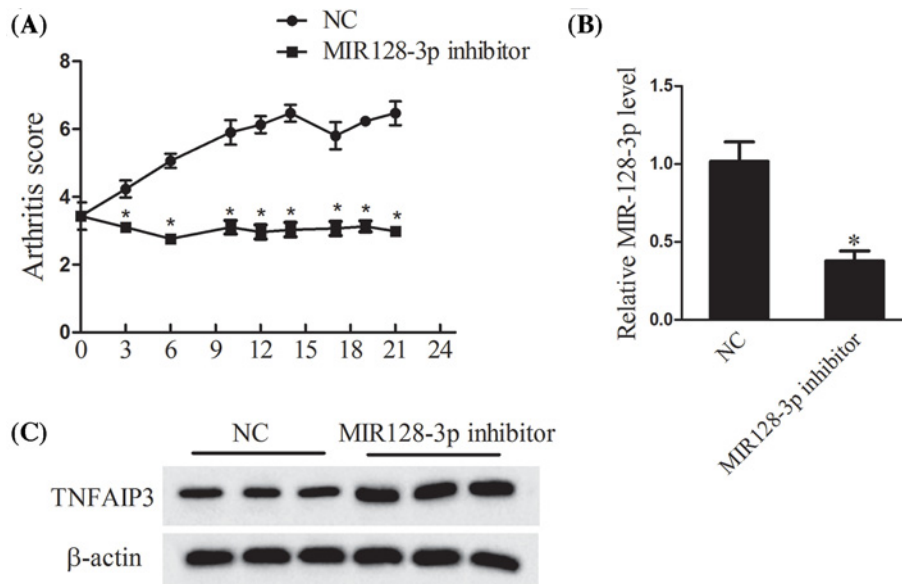 (A)
NC
MIR128-3p inhibitor
Arthritis score
8
6
4
2
0
* * * * * * * *
0 3 6 9 12 15 18 21 24
(B)
Relative MIR-128-3p level
1.5
1.0
0.5
0.0
*
NC
MIR128-3p inhibitor
(C)
NC MIR128-3p inhibitor
TNFAIP3
β-actin